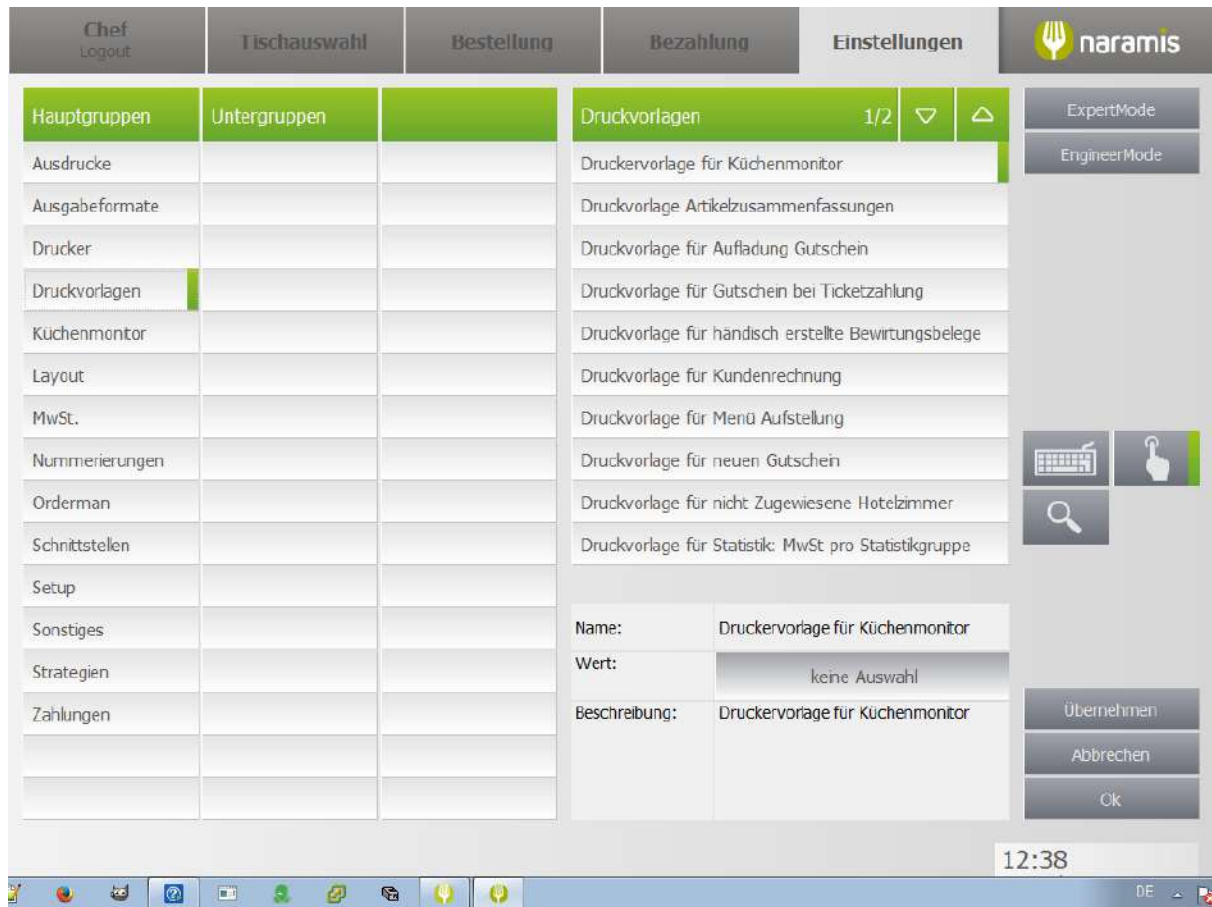 Chef
Logout
Tischauswahl
Bestellung
Bezahlung
Einstellungen
naramis
Hauptgruppen
Untergruppen
Ausdrucke
Ausgabeformate
Drucker
Druckvorlagen
Küchenmonitor
Layout
MwSt.
Nummerierungen
Orderman
Schnittstellen
Setup
Sonstiges
Strategien
Zahlungen
Druckvorlagen 1/2
Druckervorlage für Küchenmonitor
Druckvorlage Artikelzusammenfassungen
Druckvorlage für Aufladung Gutschein
Druckvorlage für Gutschein bei Ticketzahlung
Druckvorlage für händisch erstellte Bewirtungsbelege
Druckvorlage für Kundenrechnung
Druckvorlage für Menü Aufstellung
Druckvorlage für neuen Gutschein
Druckvorlage für nicht Zugewiesene Hotelzimmer
Druckvorlage für Statistik: MwSt pro Statistikgruppe
Name: Druckervorlage für Küchenmonitor
Wert: keine Auswahl
Beschreibung: Druckervorlage für Küchenmonitor
ExpertMode
EngineerMode
Übernehmen
Abbrechen
Ok
12:38
DE